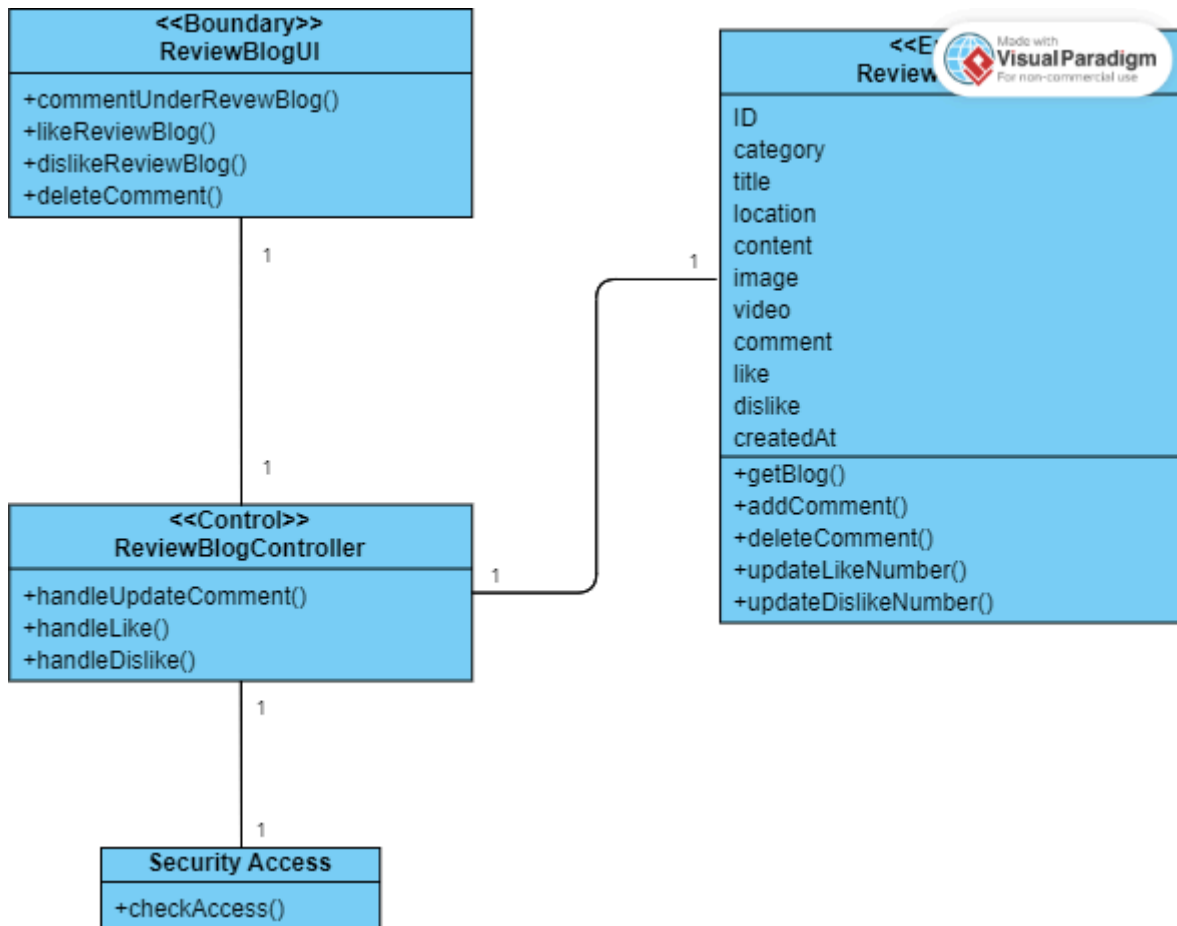 <<Boundary>>
ReviewBlogUI
+commentUnderRevewBlog()
+likeReviewBlog()
+dislikeReviewBlog()
+deleteComment()
Made with
Visual Paradigm
For non-commercial use
Review
ID
category
title
location
content
image
video
comment
like
dislike
createdAt
+getBlog()
+addComment()
+deleteComment()
+updateLikeNumber()
+updateDislikeNumber()
1
1
1
1
<<Control>>
ReviewBlogController
+handleUpdateComment()
+handleLike()
+handleDislike()
1
1
Security Access
+checkAccess()